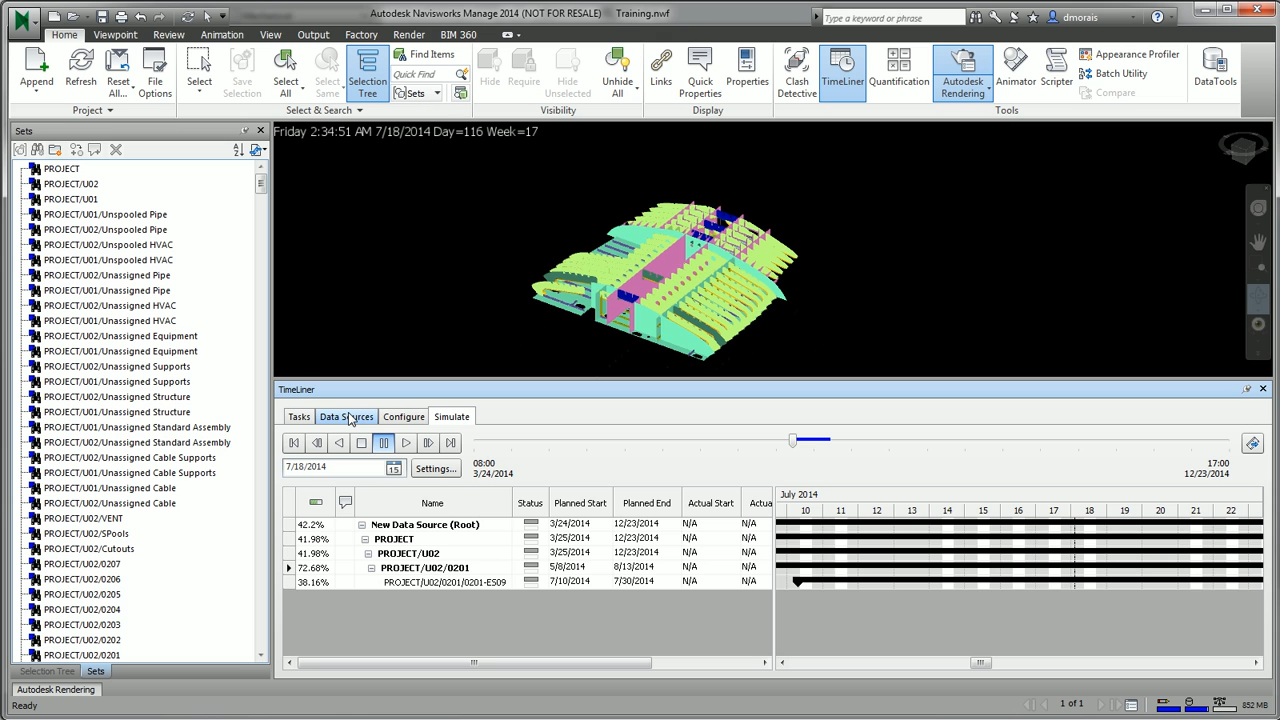 Autodesk Navisworks Manage 2014 (NOT FOR RESALE) Training.nwf
Type a keyword or phrase
dmorais
Home Viewpoint Review Animation View Output Factory Render BIM 360
Append
Refresh
Reset All...
File Options
Select
Save Selection
Select All
Select Same
Selection Tree
Find Items
Quick Find
Sets
Hide
Require
Hide Unselected
Unhide All
Links
Quick Properties
Properties
Clash Detective
TimeLiner
Quantification
Autodesk Rendering
Animator
Scripter
Appearance Profiler
Batch Utility
Compare
DataTools
Project Select & Search Visibility Display Tools
Sets
PROJECT
PROJECT/U02
PROJECT/U01
PROJECT/U01/Unspooled Pipe
PROJECT/U02/Unspooled Pipe
PROJECT/U02/Unspooled HVAC
PROJECT/U01/Unspooled HVAC
PROJECT/U02/Unassigned Pipe
PROJECT/U01/Unassigned Pipe
PROJECT/U02/Unassigned HVAC
PROJECT/U01/Unassigned HVAC
PROJECT/U02/Unassigned Equipment
PROJECT/U01/Unassigned Equipment
PROJECT/U02/Unassigned Supports
PROJECT/U01/Unassigned Supports
PROJECT/U02/Unassigned Structure
PROJECT/U01/Unassigned Structure
PROJECT/U01/Unassigned Standard Assembly
PROJECT/U02/Unassigned Standard Assembly
PROJECT/U02/Unassigned Cable Supports
PROJECT/U01/Unassigned Cable Supports
PROJECT/U01/Unassigned Cable
PROJECT/U02/Unassigned Cable
PROJECT/U02/VENT
PROJECT/U02/SPools
PROJECT/U02/Cutouts
PROJECT/U02/0207
PROJECT/U02/0206
PROJECT/U02/0205
PROJECT/U02/0204
PROJECT/U02/0203
PROJECT/U02/0202
PROJECT/U02/0201
Selection Tree Sets
Friday 2:34:51 AM 7/18/2014 Day=116 Week=17
TimeLiner
Tasks Data Sources Configure Simulate
7/18/2014 15 Settings...
08:00
3/24/2014
17:00
12/23/2014
Name Status Planned Start Planned End Actual Start Actua
July 2014
10 11 12 13 14 15 16 17 18 19 20 21 22
42.2% New Data Source (Root) 3/24/2014 12/23/2014 N/A N/A
41.98% PROJECT 3/25/2014 12/23/2014 N/A N/A
41.98% PROJECT/U02 3/25/2014 12/23/2014 N/A N/A
72.68% PROJECT/U02/0201 5/8/2014 8/13/2014 N/A N/A
38.16% PROJECT/U02/0201/0201-ES09 7/10/2014 7/30/2014 N/A N/A
Autodesk Rendering
Ready
1 of 1
852 MB